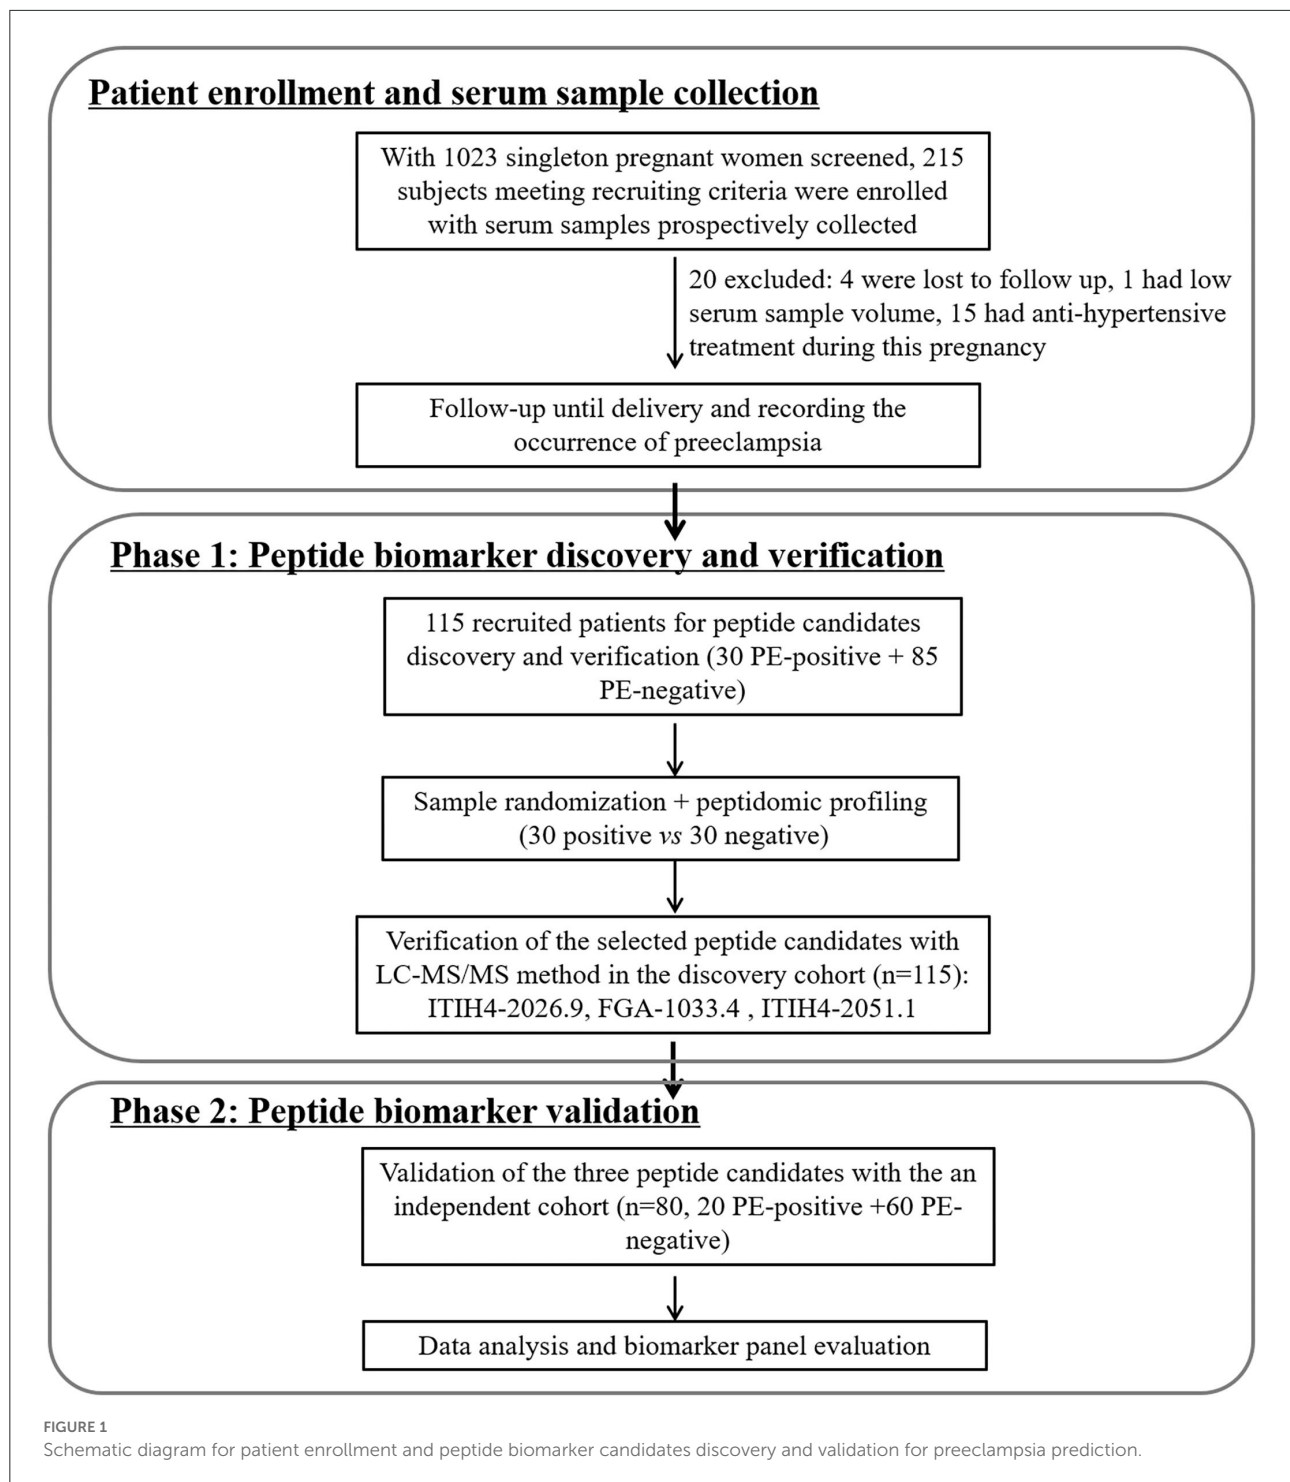 Patient enrollment and serum sample collection
With 1023 singleton pregnant women screened, 215
subjects meeting recruiting criteria were enrolled
with serum samples prospectively collected
20 excluded: 4 were lost to follow up, 1 had low
serum sample volume, 15 had anti-hypertensive
treatment during this pregnancy
Follow-up until delivery and recording the
occurrence of preeclampsia
Phase 1: Peptide biomarker discovery and verification
115 recruited patients for peptide candidates
discovery and verification (30 PE-positive + 85
PE-negative)
Sample randomization + peptidomic profiling
(30 positive vs 30 negative)
Verification of the selected peptide candidates with
LC-MS/MS method in the discovery cohort (n=115):
ITIH4-2026.9, FGA-1033.4 , ITIH4-2051.1
Phase 2: Peptide biomarker validation
Validation of the three peptide candidates with the an
independent cohort (n=80, 20 PE-positive +60 PE-
negative)
Data analysis and biomarker panel evaluation
FIGURE 1
Schematic diagram for patient enrollment and peptide biomarker candidates discovery and validation for preeclampsia prediction.